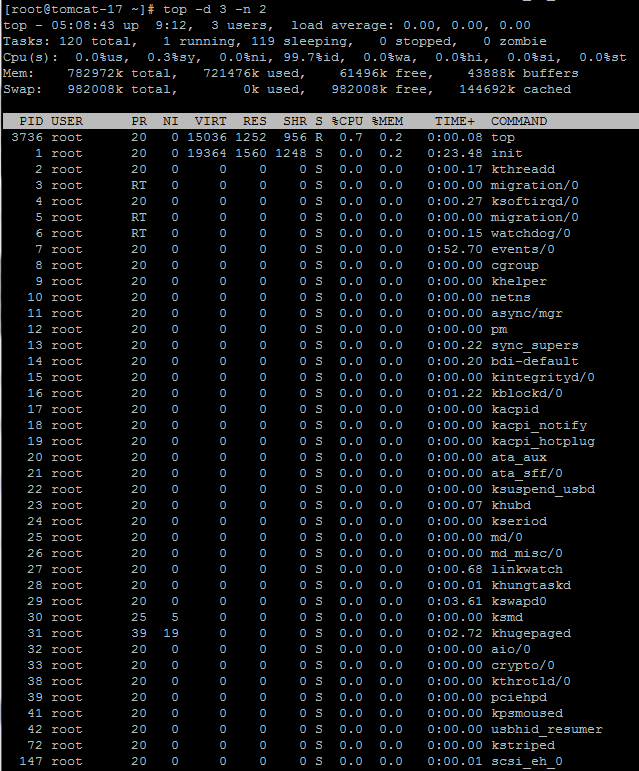 [root@tomcat-17 ~]# top -d 3 -n 2
top - 05:08:43 up  9:12,  3 users,  load average: 0.00, 0.00, 0.00
Tasks: 120 total,   1 running, 119 sleeping,   0 stopped,   0 zombie
Cpu(s):  0.0%us,  0.3%sy,  0.0%ni, 99.7%id,  0.0%wa,  0.0%hi,  0.0%si,  0.0%st
Mem:    782972k total,   721476k used,    61496k free,    43888k buffers
Swap:   982008k total,        0k used,   982008k free,   144692k cached
PID USER      PR  NI  VIRT  RES  SHR S %CPU %MEM    TIME+  COMMAND
3736 root      20   0 15036 1252  956 R  0.7  0.2   0:00.08 top
1 root      20   0 19364 1560 1248 S  0.0  0.2   0:23.48 init
2 root      20   0     0    0    0 S  0.0  0.0   0:00.17 kthreadd
3 root      RT   0     0    0    0 S  0.0  0.0   0:00.00 migration/0
4 root      20   0     0    0    0 S  0.0  0.0   0:00.27 ksoftirqd/0
5 root      RT   0     0    0    0 S  0.0  0.0   0:00.00 migration/0
6 root      RT   0     0    0    0 S  0.0  0.0   0:00.15 watchdog/0
7 root      20   0     0    0    0 S  0.0  0.0   0:52.70 events/0
8 root      20   0     0    0    0 S  0.0  0.0   0:00.00 cgroup
9 root      20   0     0    0    0 S  0.0  0.0   0:00.00 khelper
10 root      20   0     0    0    0 S  0.0  0.0   0:00.00 netns
11 root      20   0     0    0    0 S  0.0  0.0   0:00.00 async/mgr
12 root      20   0     0    0    0 S  0.0  0.0   0:00.00 pm
13 root      20   0     0    0    0 S  0.0  0.0   0:00.22 sync_supers
14 root      20   0     0    0    0 S  0.0  0.0   0:00.20 bdi-default
15 root      20   0     0    0    0 S  0.0  0.0   0:00.00 kintegrityd/0
16 root      20   0     0    0    0 S  0.0  0.0   0:01.22 kblockd/0
17 root      20   0     0    0    0 S  0.0  0.0   0:00.00 kacpid
18 root      20   0     0    0    0 S  0.0  0.0   0:00.00 kacpi_notify
19 root      20   0     0    0    0 S  0.0  0.0   0:00.00 kacpi_hotplug
20 root      20   0     0    0    0 S  0.0  0.0   0:00.00 ata_aux
21 root      20   0     0    0    0 S  0.0  0.0   0:00.00 ata_sff/0
22 root      20   0     0    0    0 S  0.0  0.0   0:00.00 ksuspend_usbd
23 root      20   0     0    0    0 S  0.0  0.0   0:00.07 khubd
24 root      20   0     0    0    0 S  0.0  0.0   0:00.00 kseriod
25 root      20   0     0    0    0 S  0.0  0.0   0:00.00 md/0
26 root      20   0     0    0    0 S  0.0  0.0   0:00.00 md_misc/0
27 root      20   0     0    0    0 S  0.0  0.0   0:00.68 linkwatch
28 root      20   0     0    0    0 S  0.0  0.0   0:00.01 khungtaskd
29 root      20   0     0    0    0 S  0.0  0.0   0:03.61 kswapd0
30 root      25   5     0    0    0 S  0.0  0.0   0:00.00 ksmd
31 root      39  19     0    0    0 S  0.0  0.0   0:02.72 khugepaged
32 root      20   0     0    0    0 S  0.0  0.0   0:00.00 aio/0
33 root      20   0     0    0    0 S  0.0  0.0   0:00.00 crypto/0
38 root      20   0     0    0    0 S  0.0  0.0   0:00.00 kthrotld/0
39 root      20   0     0    0    0 S  0.0  0.0   0:00.00 pciehpd
41 root      20   0     0    0    0 S  0.0  0.0   0:00.00 kpsmoused
42 root      20   0     0    0    0 S  0.0  0.0   0:00.00 usbhid_resumer
72 root      20   0     0    0    0 S  0.0  0.0   0:00.00 kstriped
147 root      20   0     0    0    0 S  0.0  0.0   0:00.01 scsi_eh_0